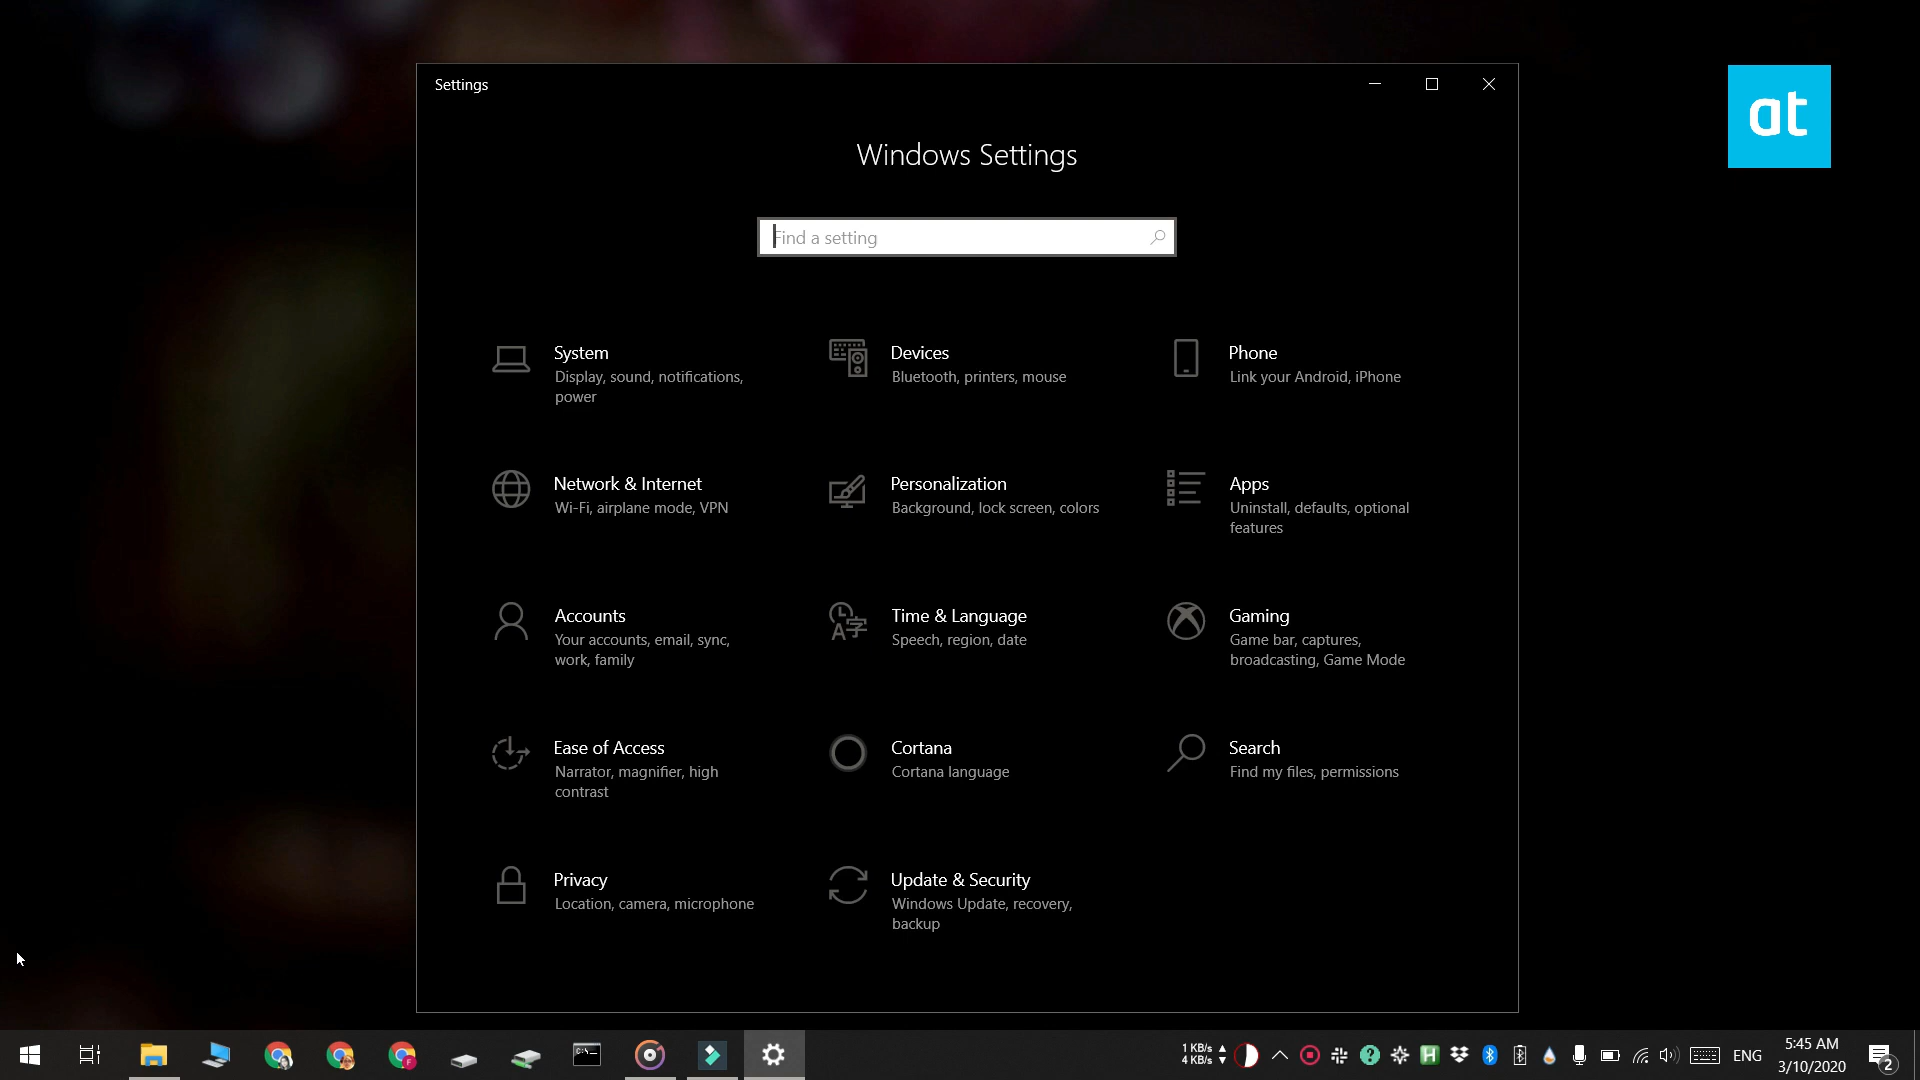 Settings
at
Windows Settings
Find a setting
System
Display, sound, notifications,
power
Devices
Bluetooth, printers, mouse
Phone
Link your Android, iPhone
Network & Internet
Wi-Fi, airplane mode, VPN
Personalization
Background, lock screen, colors
Apps
Uninstall, defaults, optional
features
Accounts
Your accounts, email, sync,
work, family
Time & Language
Speech, region, date
Gaming
Game bar, captures,
broadcasting, Game Mode
Ease of Access
Narrator, magnifier, high
contrast
Cortana
Cortana language
Search
Find my files, permissions
Privacy
Location, camera, microphone
Update & Security
Windows Update, recovery,
backup
1 KB/s
4 KB/s
ENG
5:45 AM
3/10/2020
2